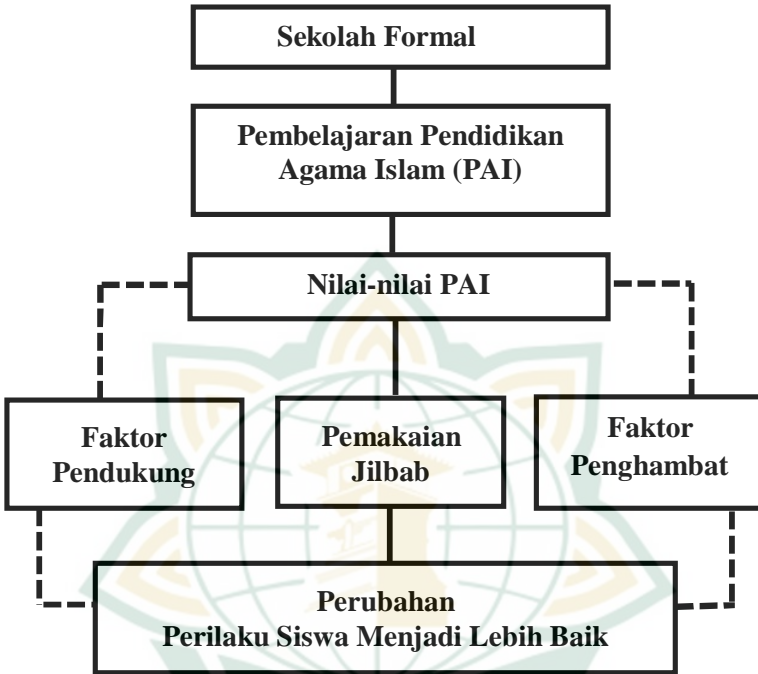 Sekolah Formal
Pembelajaran Pendidikan
Agama Islam (PAI)
Nilai-nilai PAI
Faktor
Pendukung
Pemakaian
Jilbab
Faktor
Penghambat
Perubahan
Perilaku Siswa Menjadi Lebih Baik